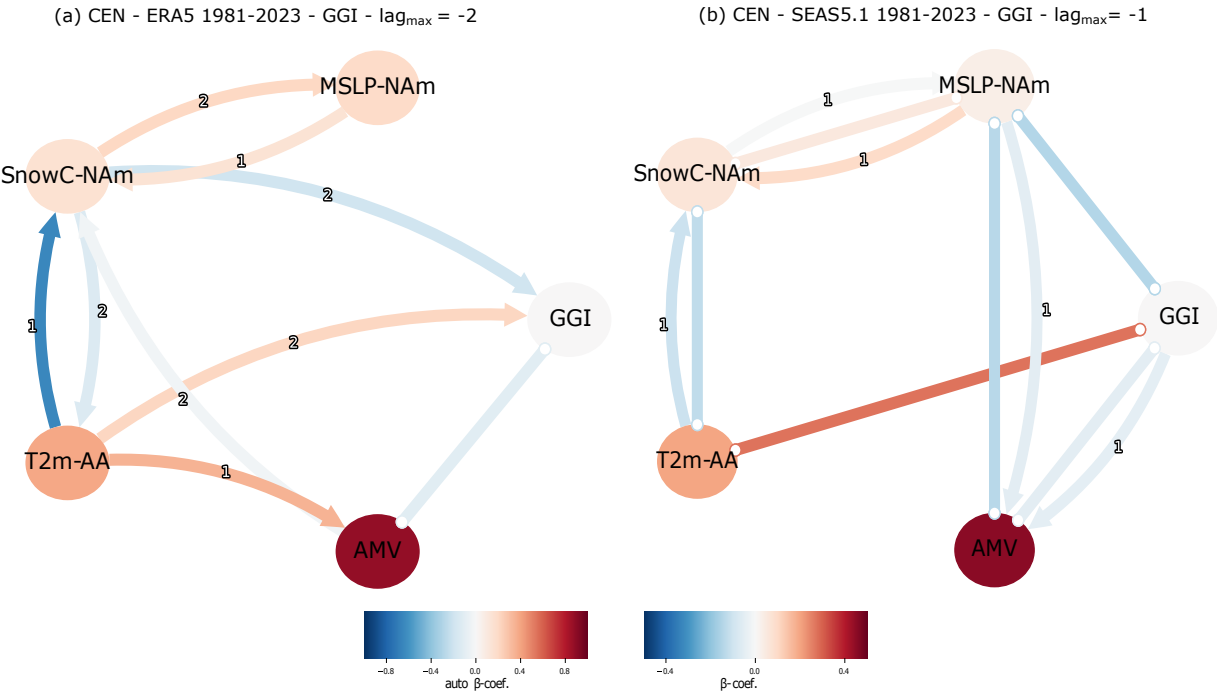 (a) CEN - ERA5 1981-2023 - GGI - lagmax = -2
(b) CEN - SEAS5.1 1981-2023 - GGI - lagmax= -1
MSLP-NAm
2
1
SnowC-NAm
2
2
1
GGI
2
2
T2m-AA
1
AMV
MSLP-NAm
1
1
SnowC-NAm
1
1
GGI
1
T2m-AA
AMV
−0.8 −0.4 0.0 0.4 0.8
auto β-coef.
−0.4 0.0 0.4
β-coef.